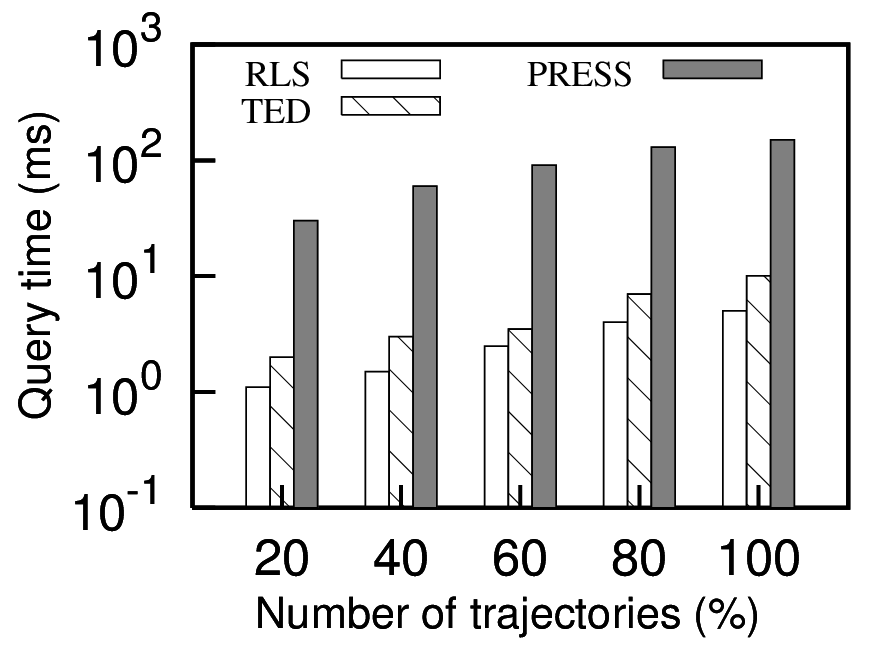 10^3
RLS PRESS
TED
10^2
10^1
10^0
10^-1
Query time (ms)
20 40 60 80 100
Number of trajectories (%)